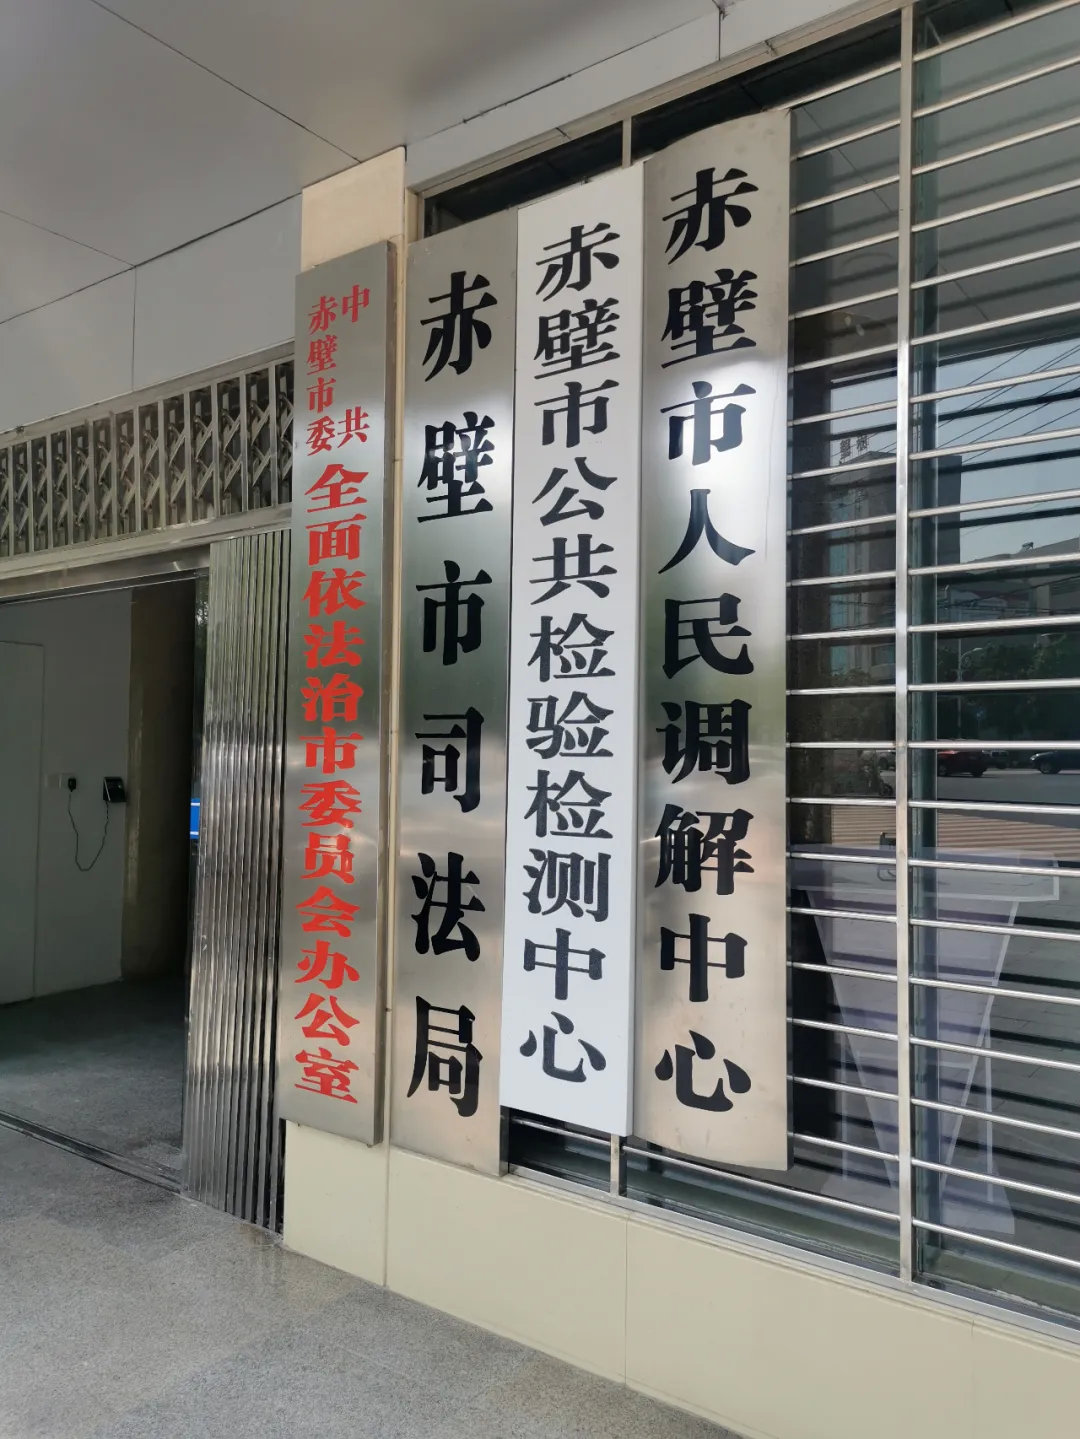 中共
赤壁市委
全面依法治市委员会办公室
赤壁市司法局
赤壁市公共检验检测中心
赤壁市人民调解中心